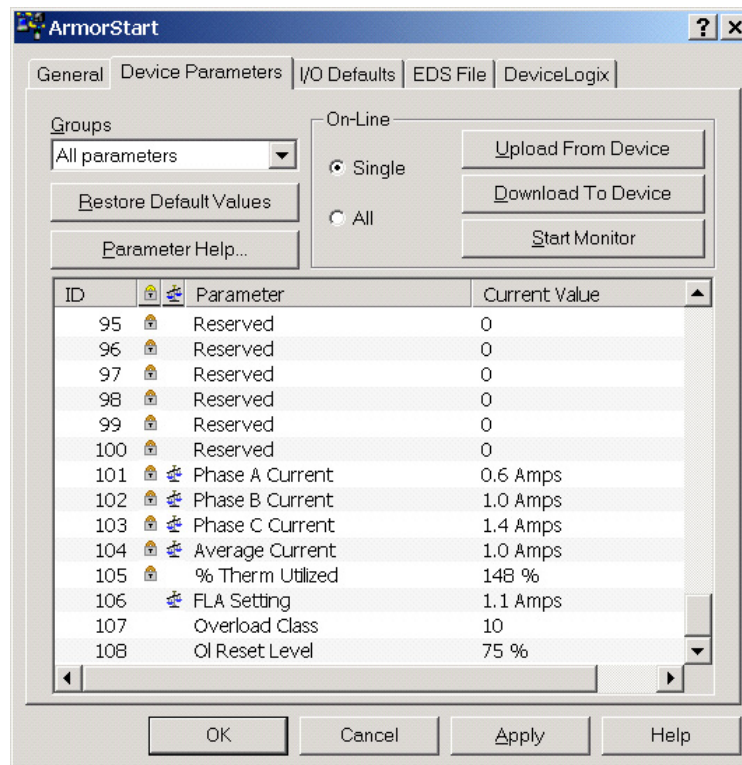 ArmorStart
General Device Parameters I/O Defaults EDS File DeviceLogix
Groups
All parameters
Restore Default Values
Parameter Help...
On-Line
Single
All
Upload From Device
Download To Device
Start Monitor
ID Parameter Current Value
95 Reserved 0
96 Reserved 0
97 Reserved 0
98 Reserved 0
99 Reserved 0
100 Reserved 0
101 Phase A Current 0.6 Amps
102 Phase B Current 1.0 Amps
103 Phase C Current 1.4 Amps
104 Average Current 1.0 Amps
105 % Therm Utilized 148 %
106 FLA Setting 1.1 Amps
107 Overload Class 10
108 Ol Reset Level 75 %
OK Cancel Apply Help